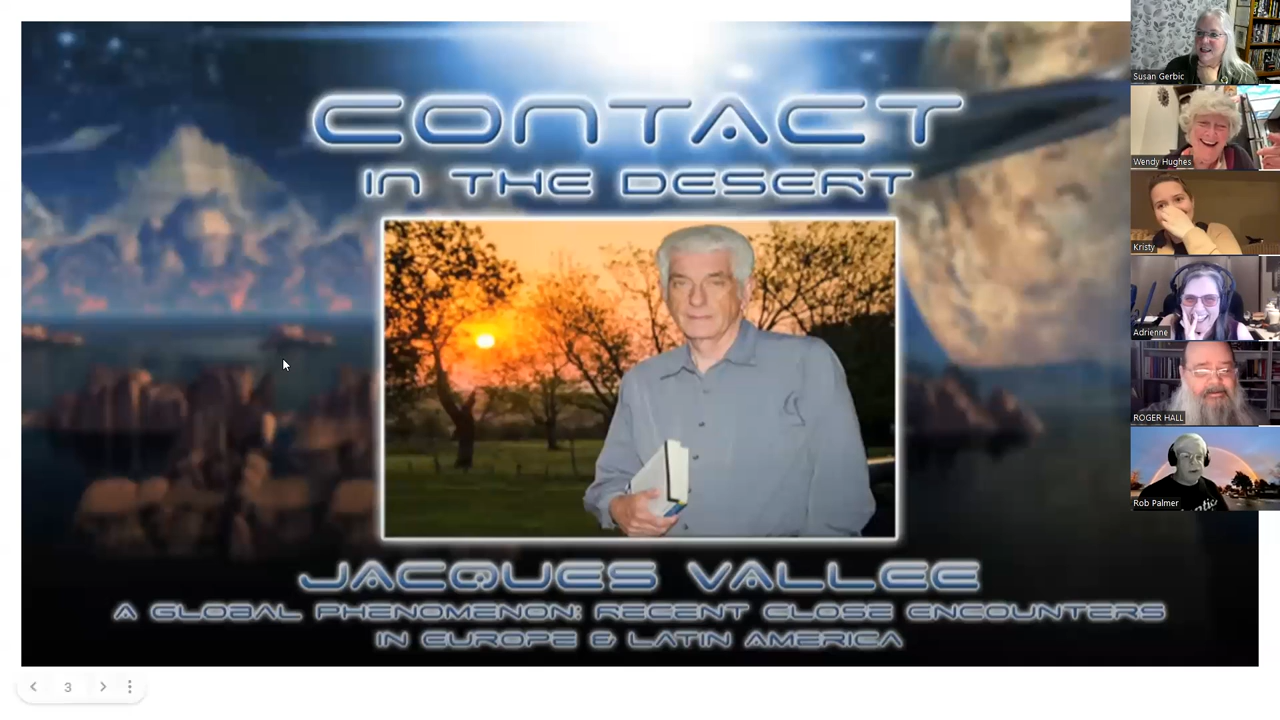 CONTACT
IN THE DESERT
JACQUES VALLEE
A GLOBAL PHENOMENON: RECENT CLOSE ENCOUNTERS
IN EUROPE & LATIN AMERICA
3
Susan Gerbic
Wendy Hughes
Kristy
Adrienne
ROGER HALL
Rob Palmer